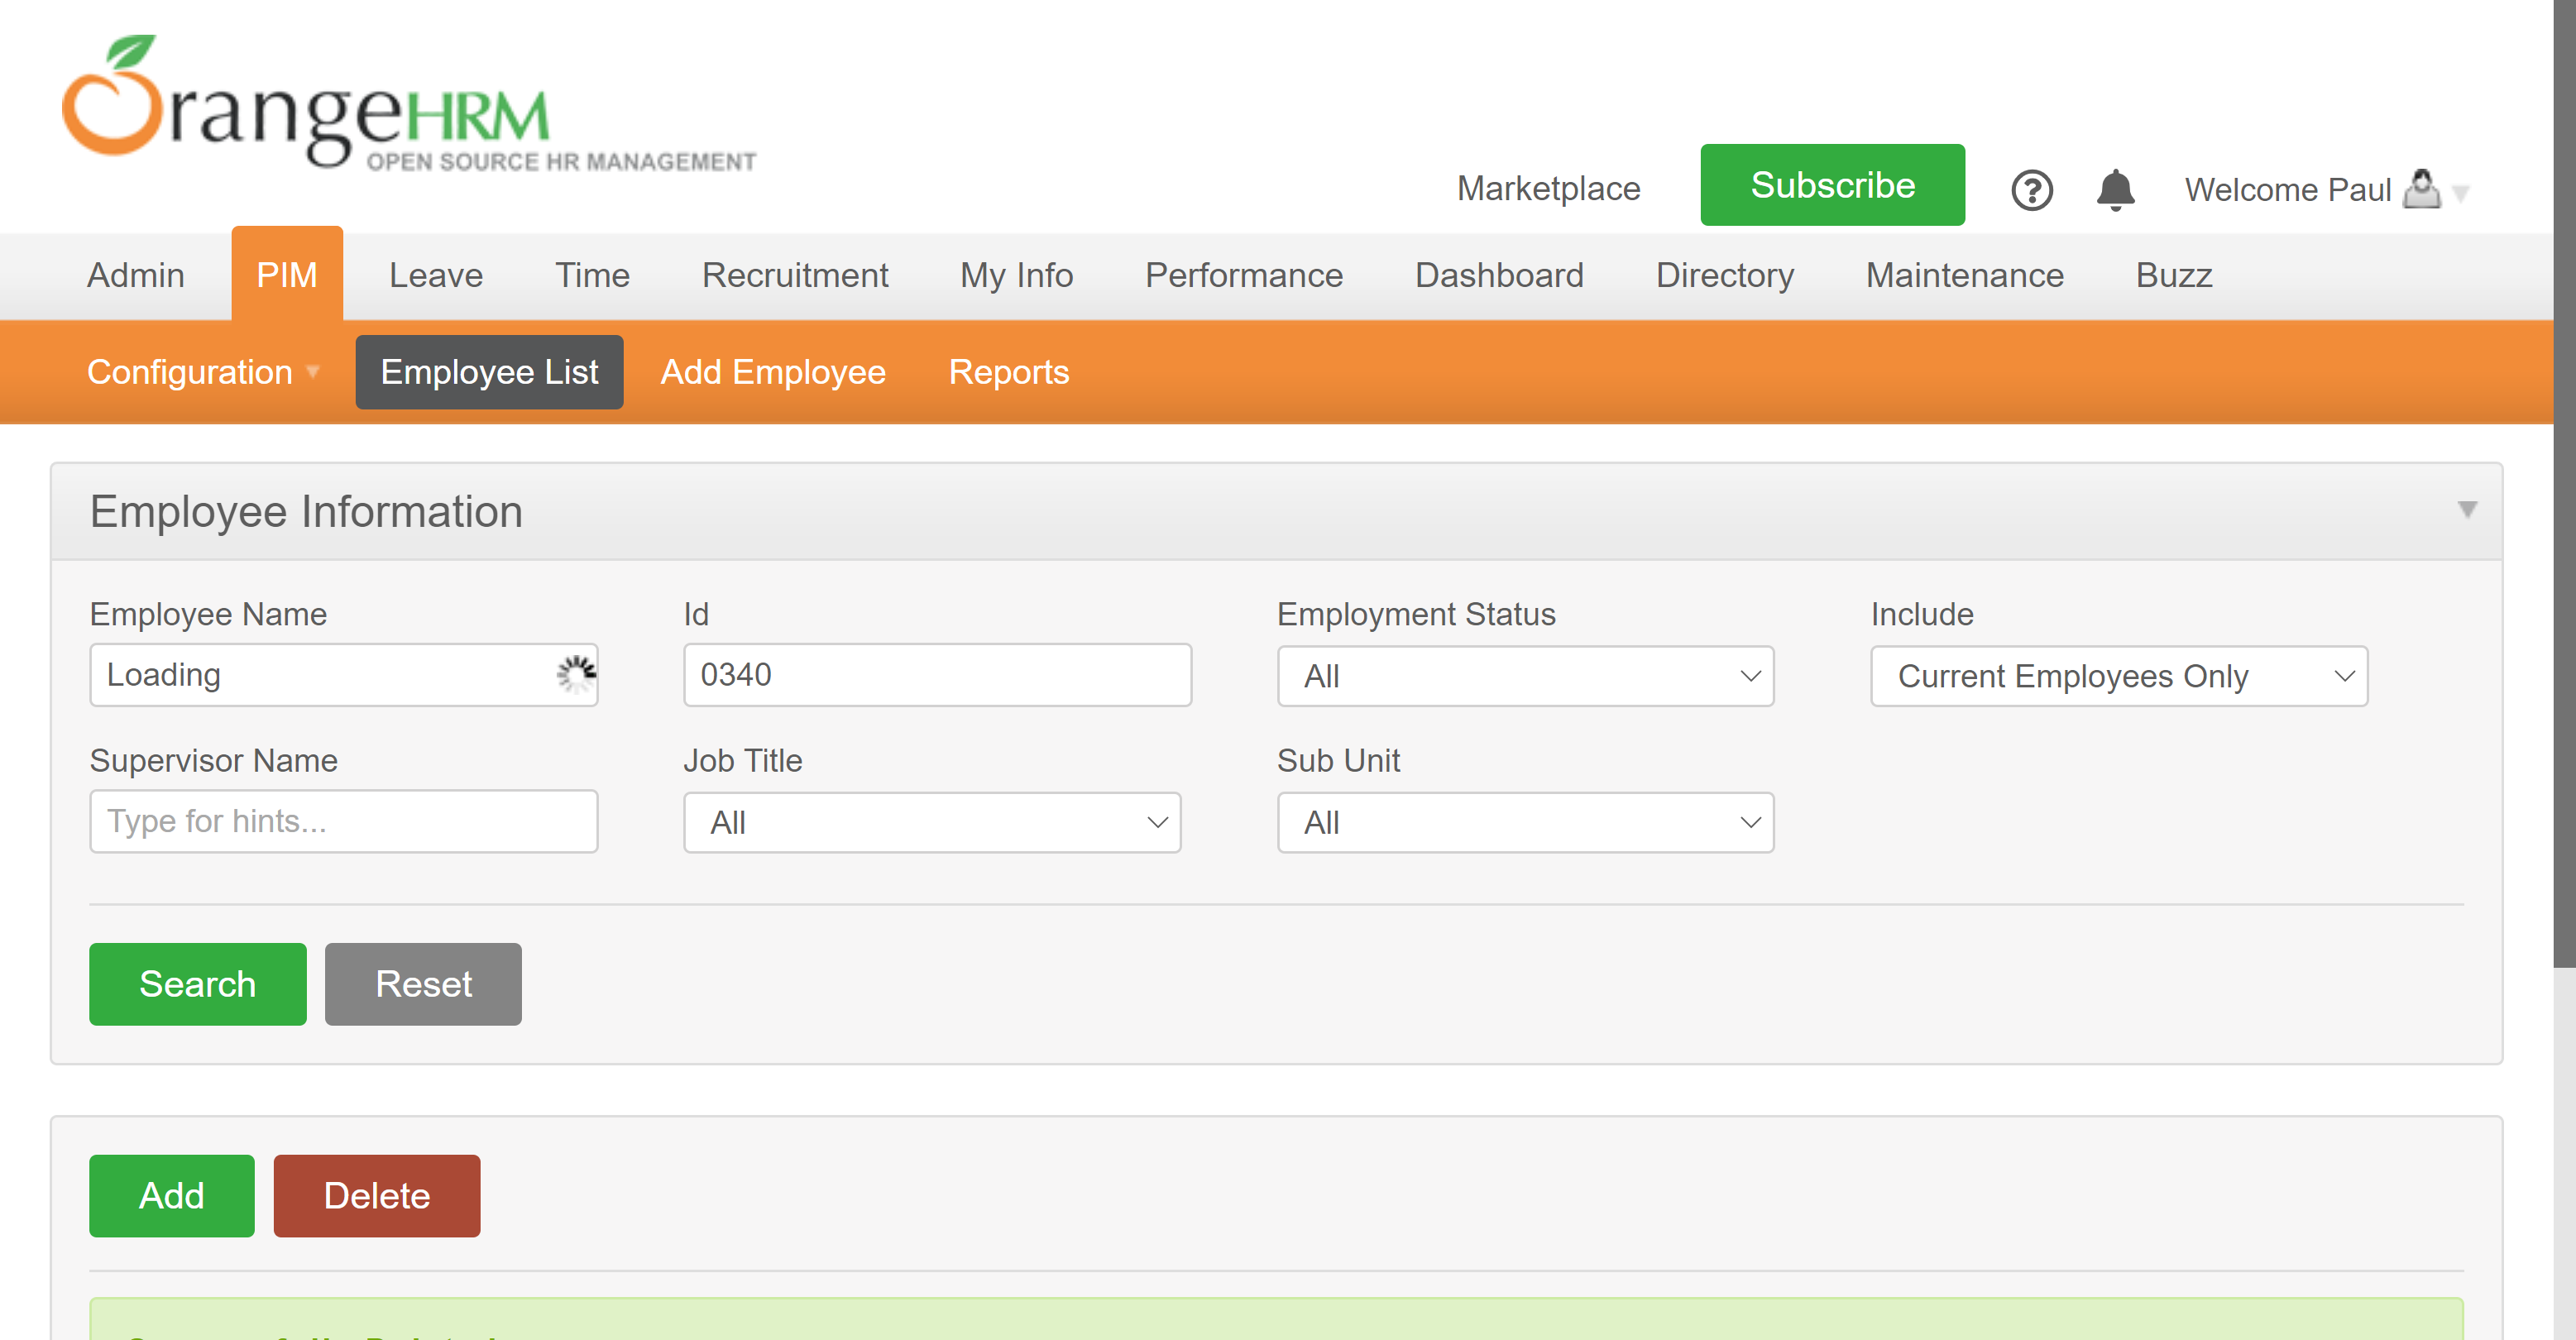 OrangeHRM
OPEN SOURCE HR MANAGEMENT
Marketplace
Subscribe
Welcome Paul
Admin
PIM
Leave
Time
Recruitment
My Info
Performance
Dashboard
Directory
Maintenance
Buzz
Configuration
Employee List
Add Employee
Reports
Employee Information
Employee Name
Id
Employment Status
Include
Loading
0340
All
Current Employees Only
Supervisor Name
Job Title
Sub Unit
Type for hints...
All
All
Search
Reset
Add
Delete